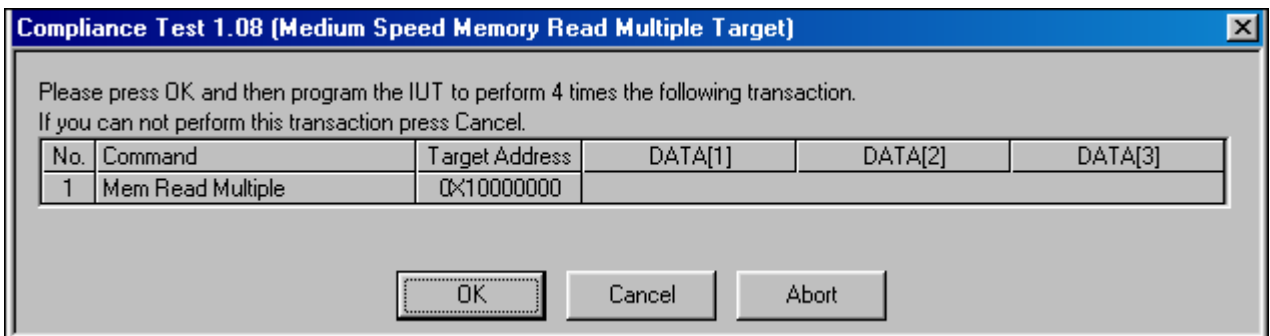 Compliance Test 1.08 (Medium Speed Memory Read Multiple Target)
Please press OK and then program the IUT to perform 4 times the following transaction.
If you can not perform this transaction press Cancel.
No. Command Target Address DATA[1] DATA[2] DATA[3]
1 Mem Read Multiple 0X10000000
OK Cancel Abort